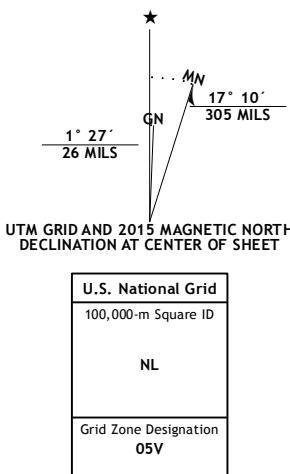 ★
MN
GN
17° 10´
305 MILS
1° 27´
26 MILS
UTM GRID AND 2015 MAGNETIC NORTH
DECLINATION AT CENTER OF SHEET
U.S. National Grid
100,000-m Square ID
NL
Grid Zone Designation
05V